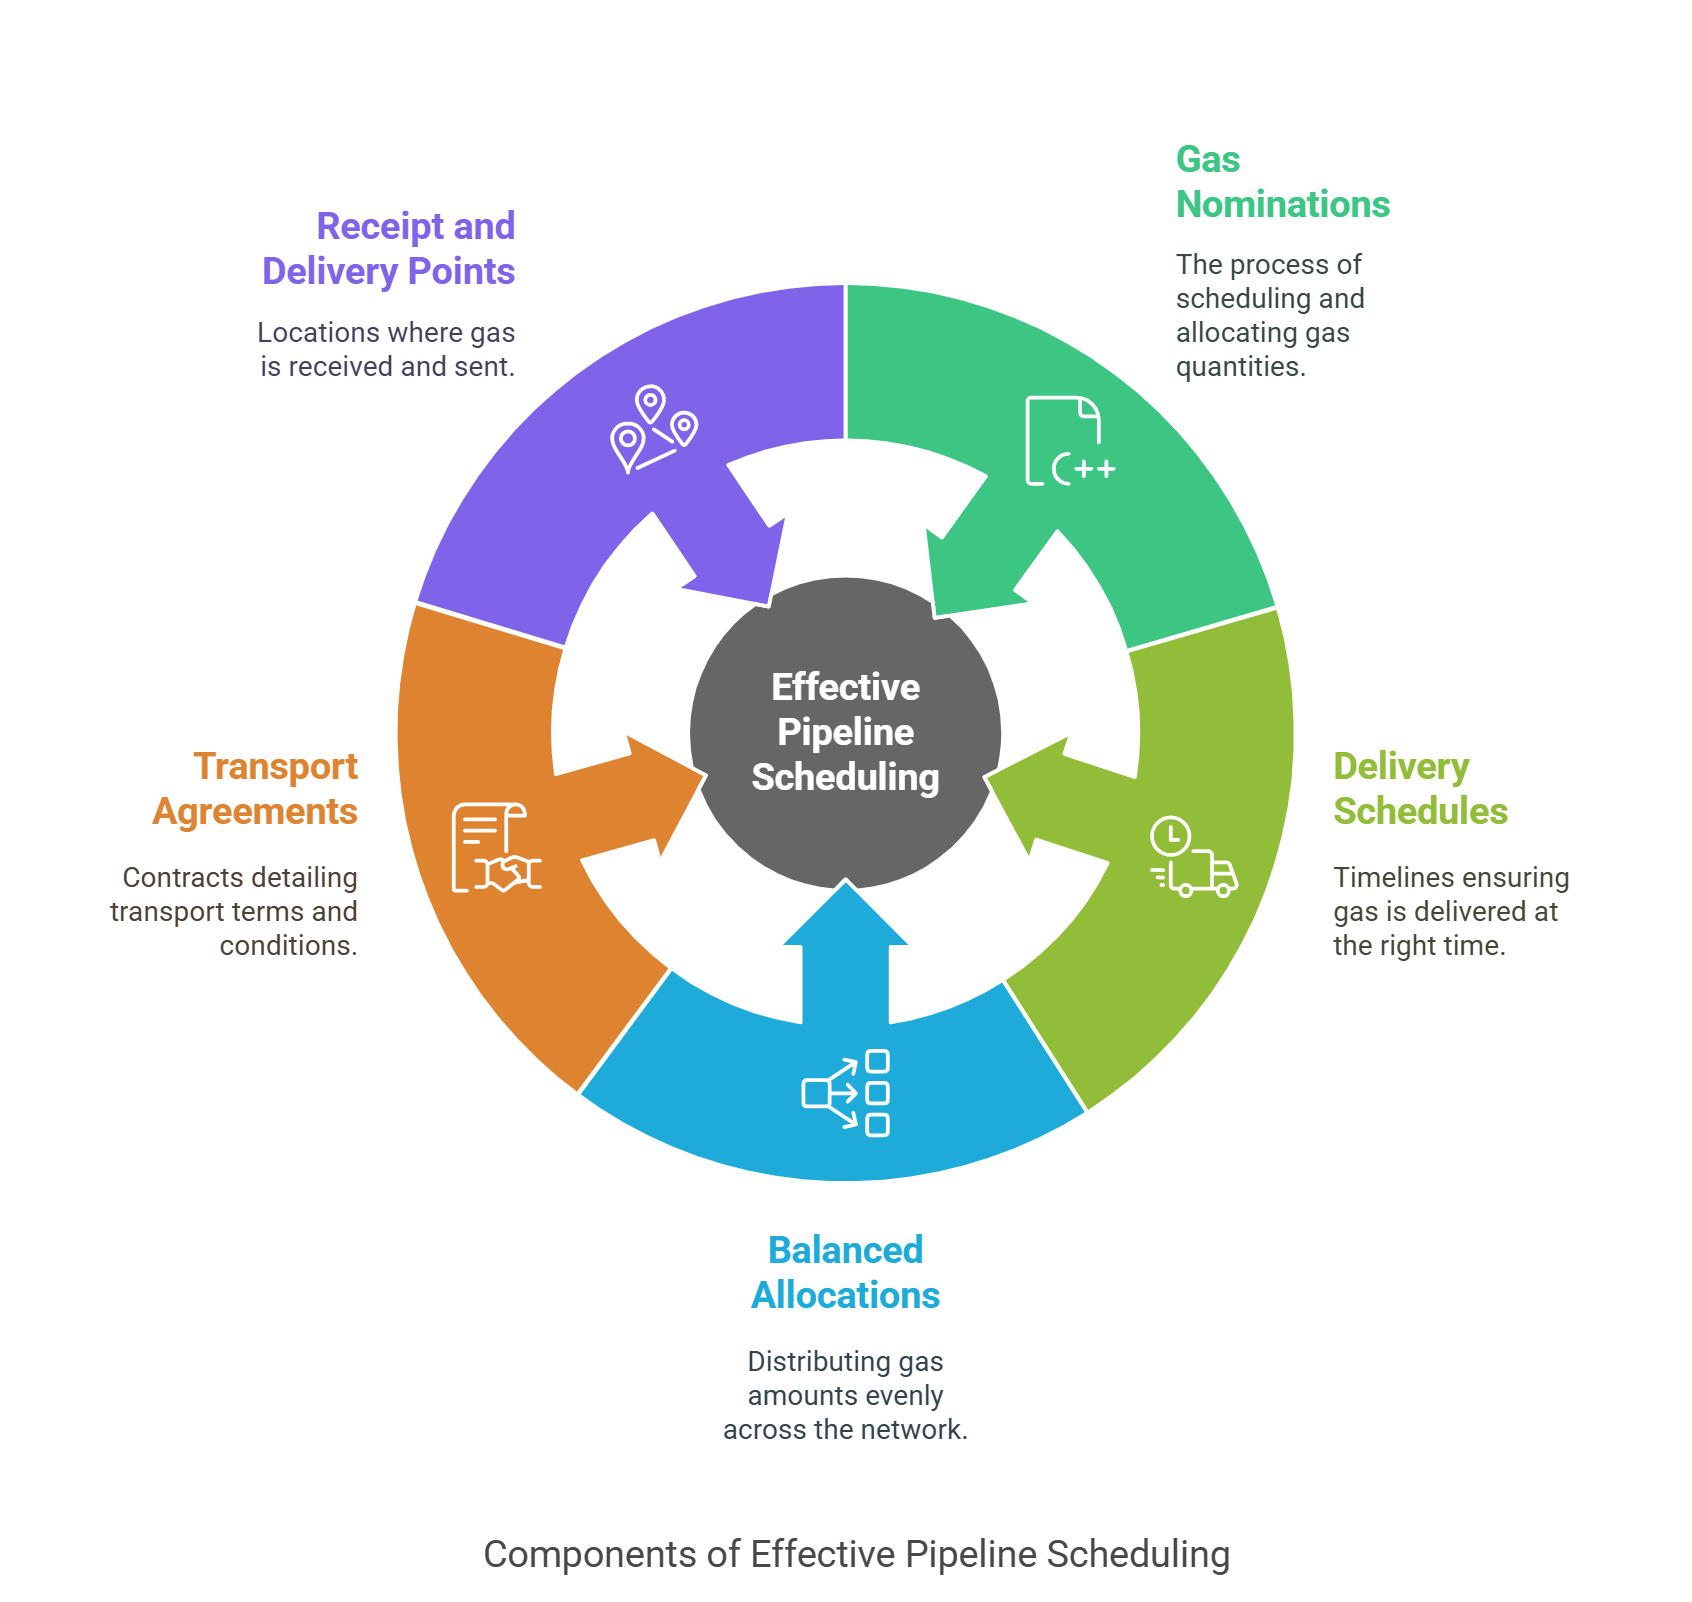 Gas
Nominations
The process of
scheduling and
allocating gas
quantities.
Receipt and
Delivery Points
Locations where gas
is received and sent.
C++
Effective
Pipeline
Scheduling
Transport
Agreements
Contracts detailing
transport terms and
conditions.
Delivery
Schedules
Timelines ensuring
gas is delivered at
the right time.
Balanced
Allocations
Distributing gas
amounts evenly
across the network.
Components of Effective Pipeline Scheduling